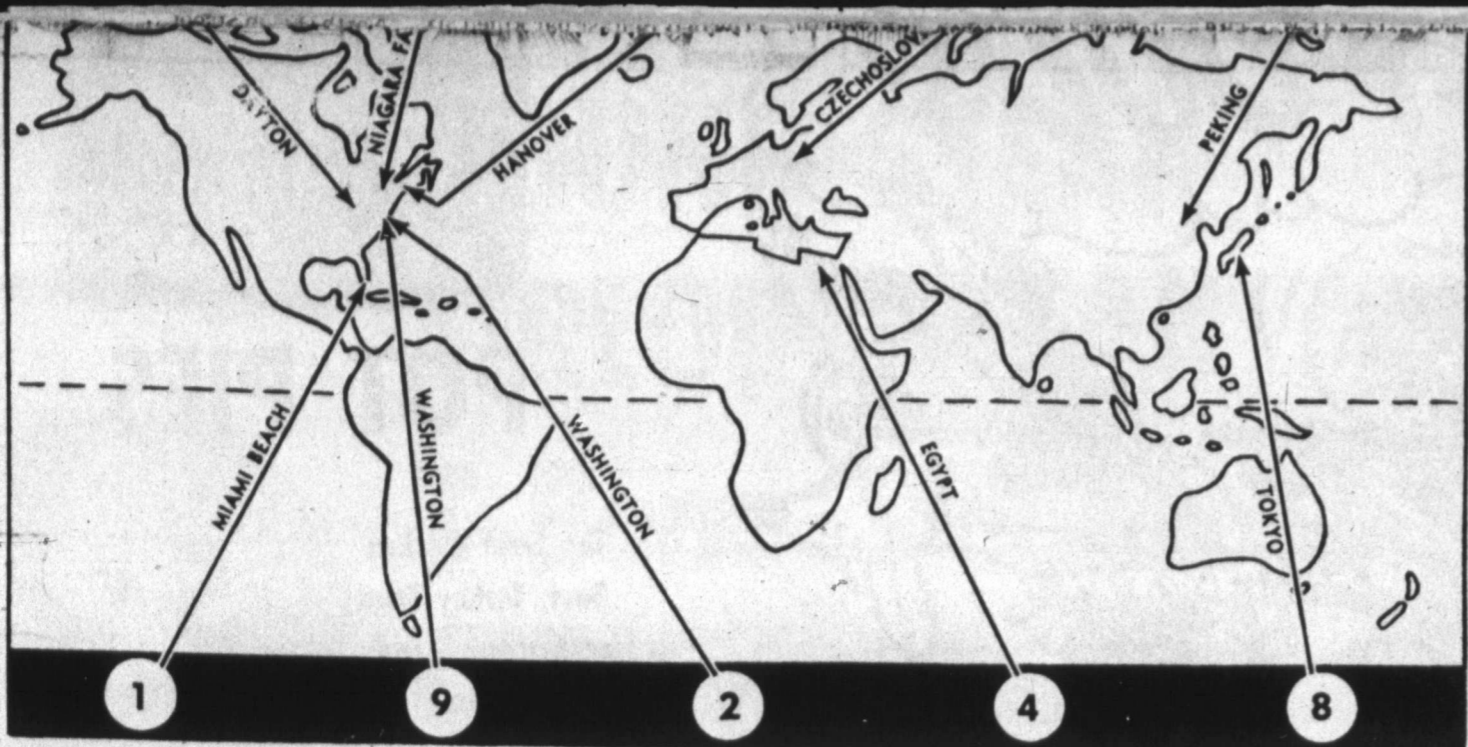 DAYTON
NIAGARA FA
HANOVER
CZECHOSLOV.
PEKING
MIAMI BEACH
WASHINGTON
WASHINGTON
EGYPT
TOKYO
1
9
2
4
8